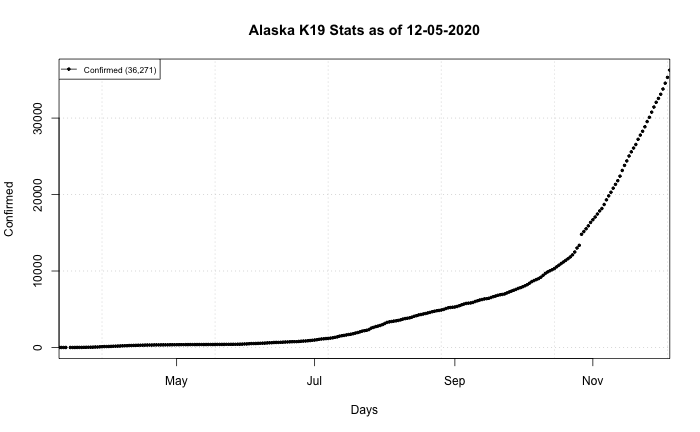 Alaska K19 Stats as of 12-05-2020
Confirmed (36,271)
Confirmed
30000
20000
10000
0
May Jul Sep Nov
Days